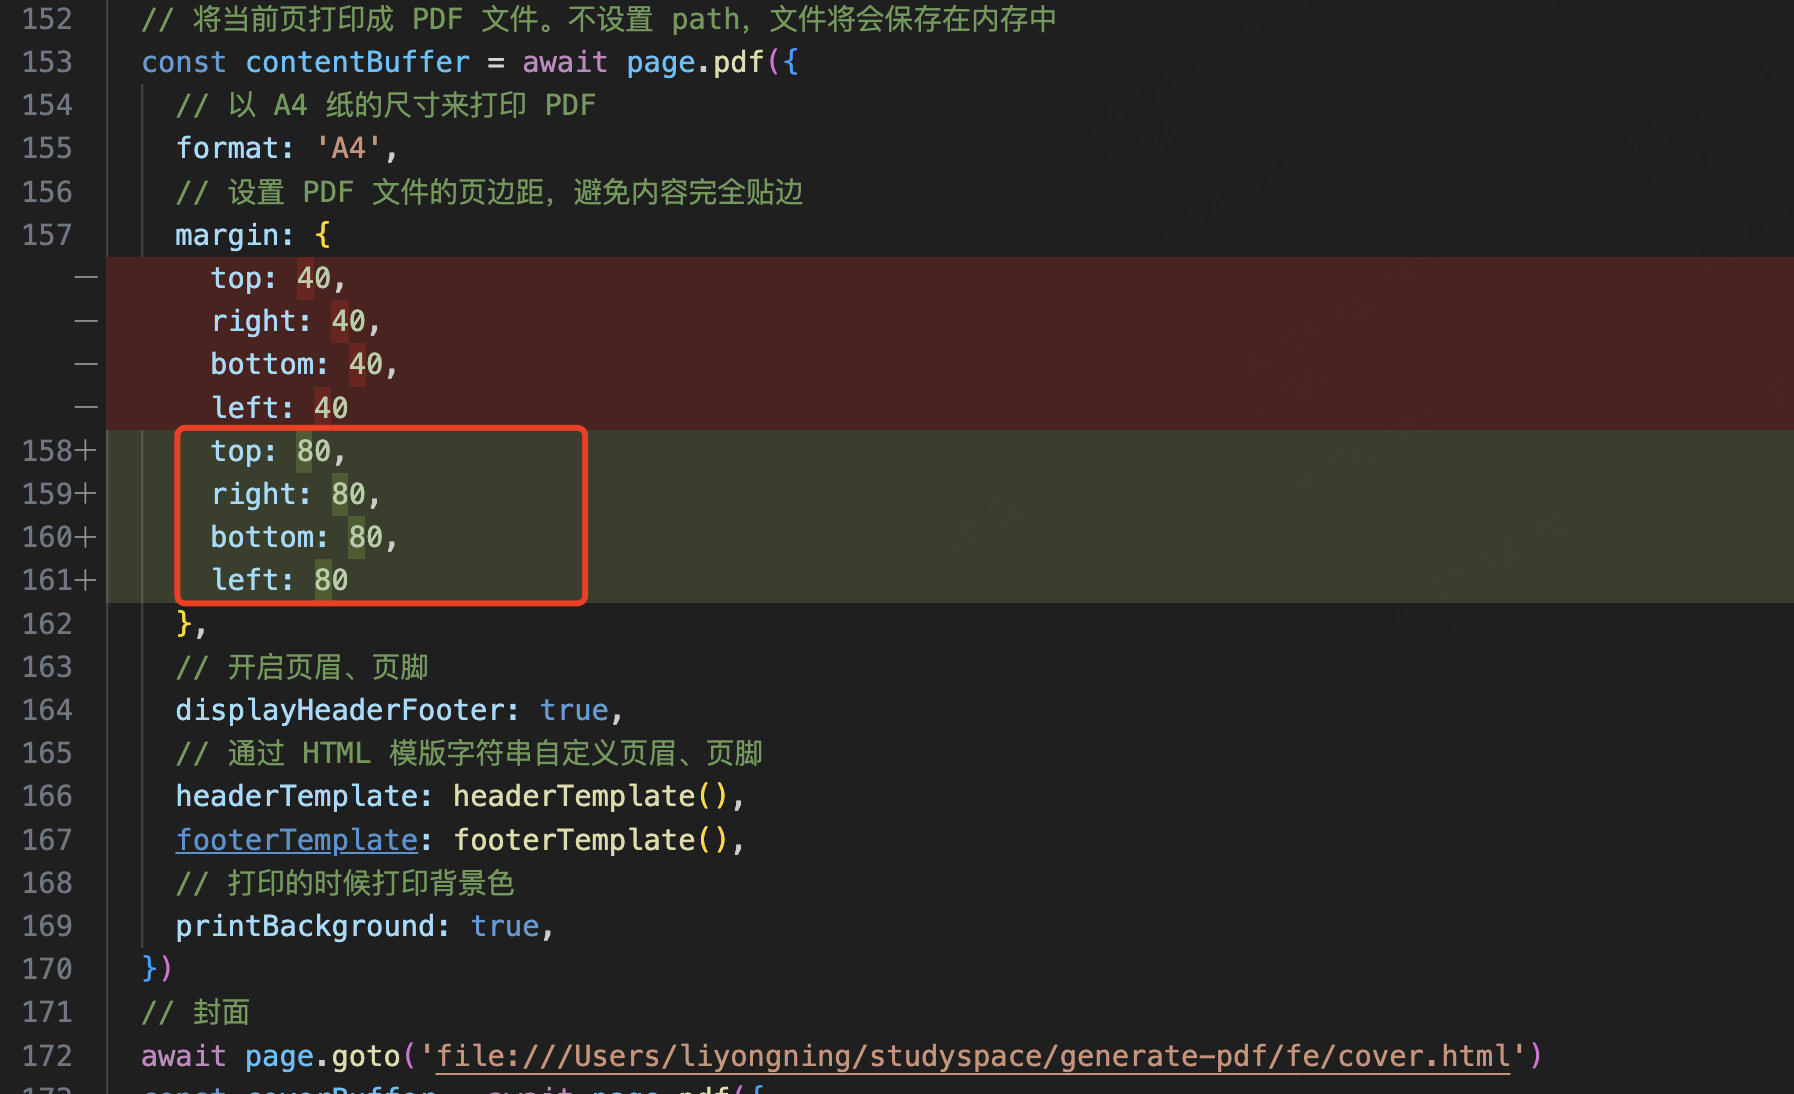 152 // 将当前页打印成 PDF 文件。不设置 path，文件将会保存在内存中
153 const contentBuffer = await page.pdf({
154 // 以 A4 纸的尺寸来打印 PDF
155 format: 'A4',
156 // 设置 PDF 文件的页边距，避免内容完全贴边
157 margin: {
— top: 40,
— right: 40,
— bottom: 40,
— left: 40
158+ top: 80,
159+ right: 80,
160+ bottom: 80,
161+ left: 80
162 },
163 // 开启页眉、页脚
164 displayHeaderFooter: true,
165 // 通过 HTML 模版字符串自定义页眉、页脚
166 headerTemplate: headerTemplate(),
167 footerTemplate: footerTemplate(),
168 // 打印的时候打印背景色
169 printBackground: true,
170 })
171 // 封面
172 await page.goto('file:///Users/liyongning/studyspace/generate-pdf/fe/cover.html')
173 const coverBuffer = await page.pdf({